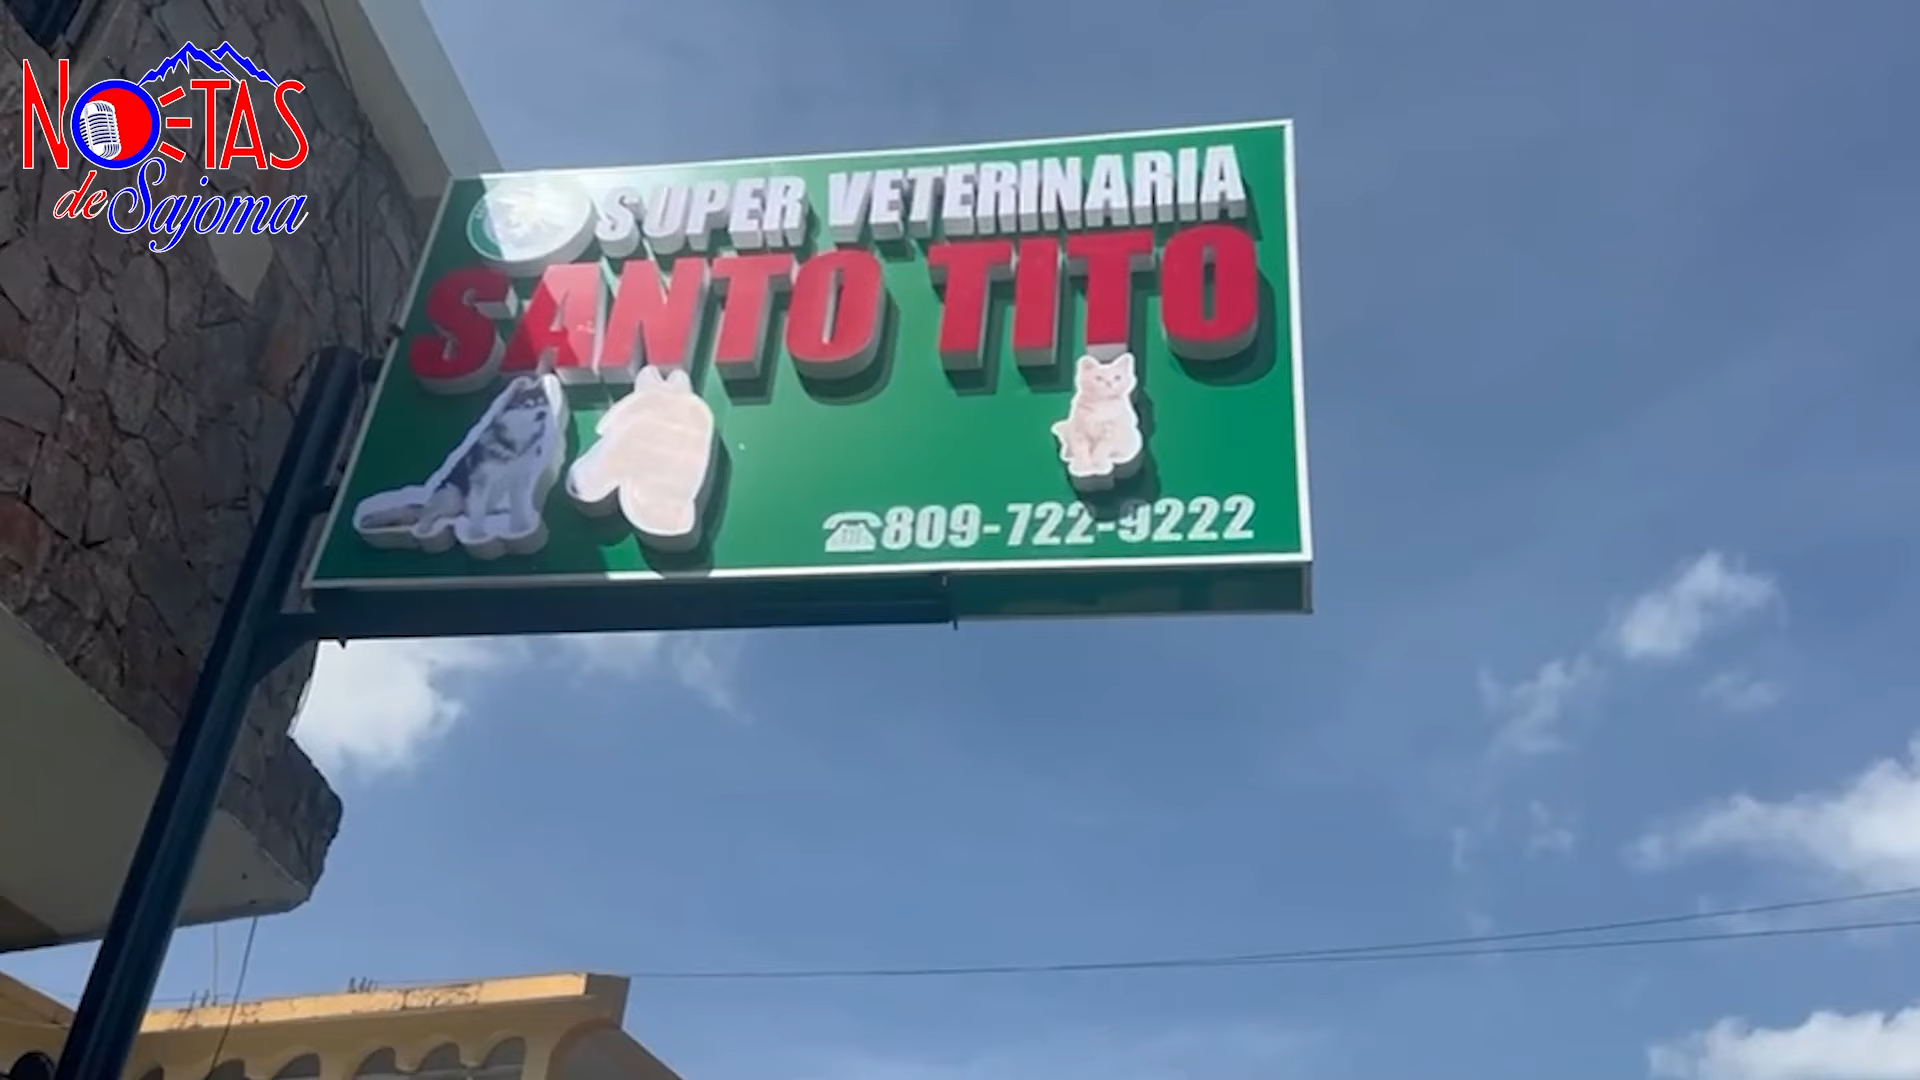 NOTAS
de Sajoma
SUPER VETERINARIA
SANTO TITO
☎809-722-9222